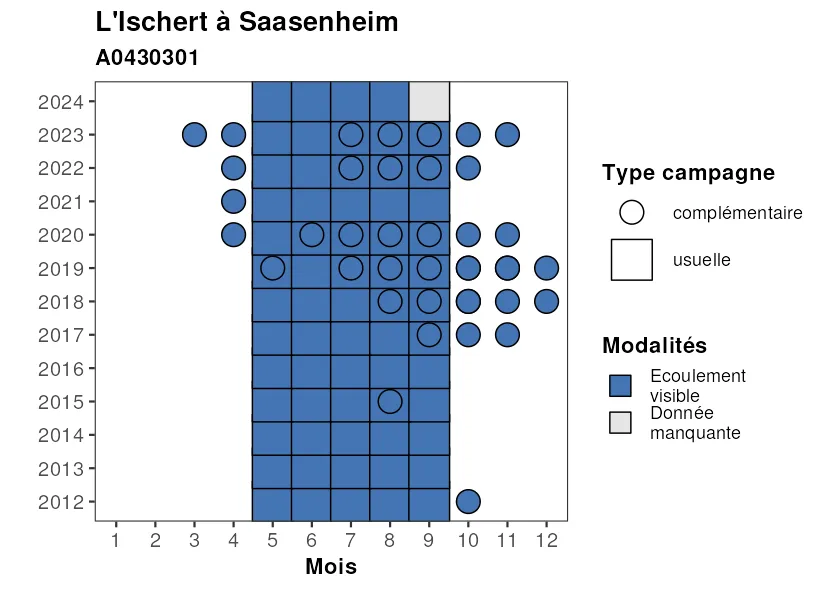 L'Ischert à Saasenheim
A0430301
2024
2023
2022
2021
2020
2019
2018
2017
2016
2015
2014
2013
2012
1 2 3 4 5 6 7 8 9 10 11 12
Mois
Type campagne
complémentaire
usuelle
Modalités
Ecoulement
visible
Donnée
manquante